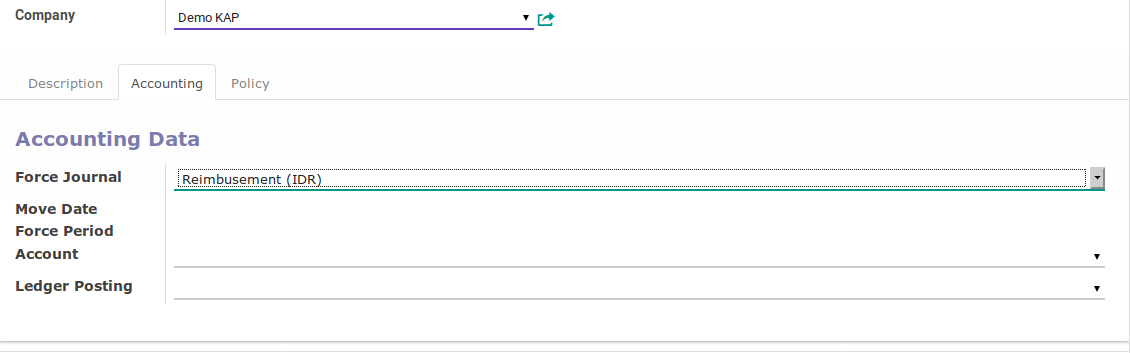 Company Demo KAP
Description Accounting Policy
Accounting Data
Force Journal Reimbusement (IDR)
Move Date
Force Period
Account
Ledger Posting